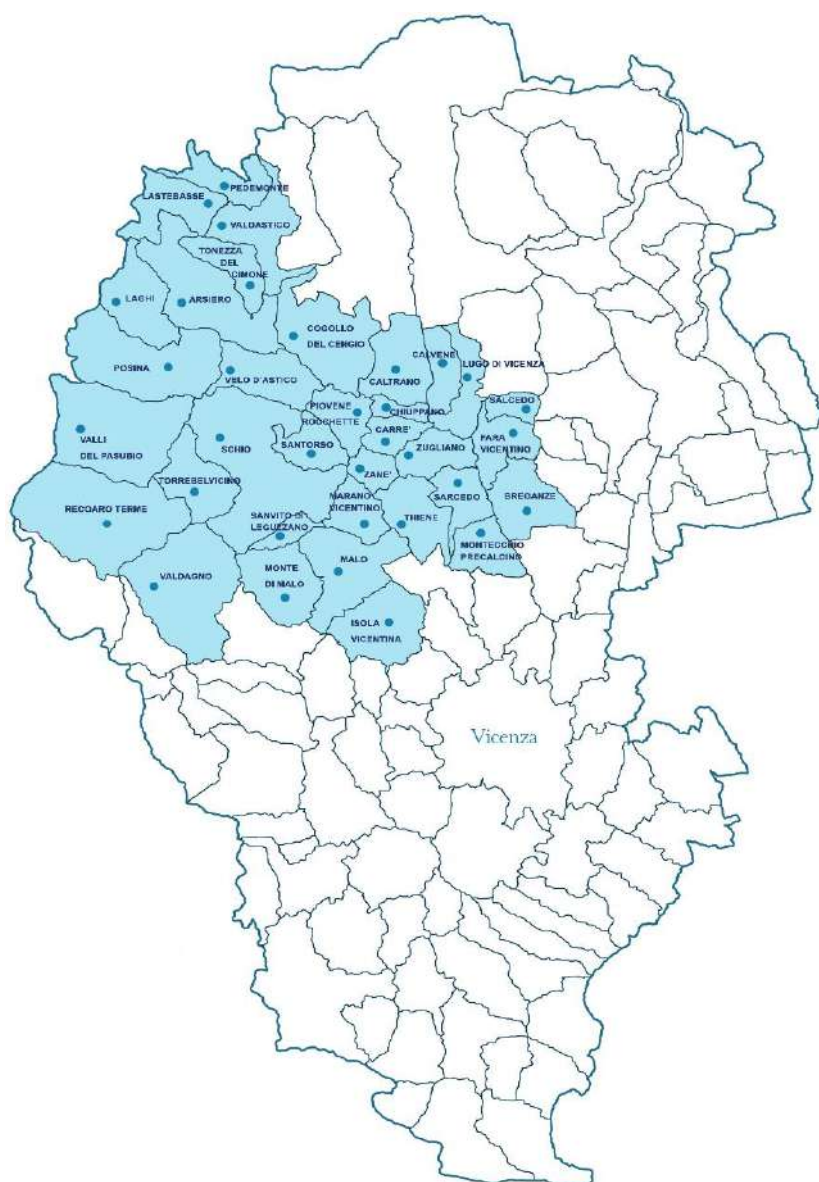 PEDEMONTE
LASTEBASSE
VALDASTICO
TONEZZA
DEL
CIMONE
LAGHI
ARSIERO
COGOLLO
DEL CENGIO
CALVENE
LUGO DI VICENZA
POSINA
VELO D'ASTICO
CALTRANO
SALCEDO
PIOVENE
ROCCHETTE
CHIUPPANO
CARRE'
VALLI
DEL PASUBIO
SCHIO
SANTORSO
ZUGLIANO
FARA
VICENTINO
ZANE'
TORREBELVICINO
SARCEDO
BREGANZE
RECOARO TERME
MARANO
VICENTINO
SANVITO DI
LEGUZZANO
THIENE
MONTECCHIO
PRECALCINO
VALDAGNO
MONTE
DI MALO
MALO
ISOLA
VICENTINA
Vicenza